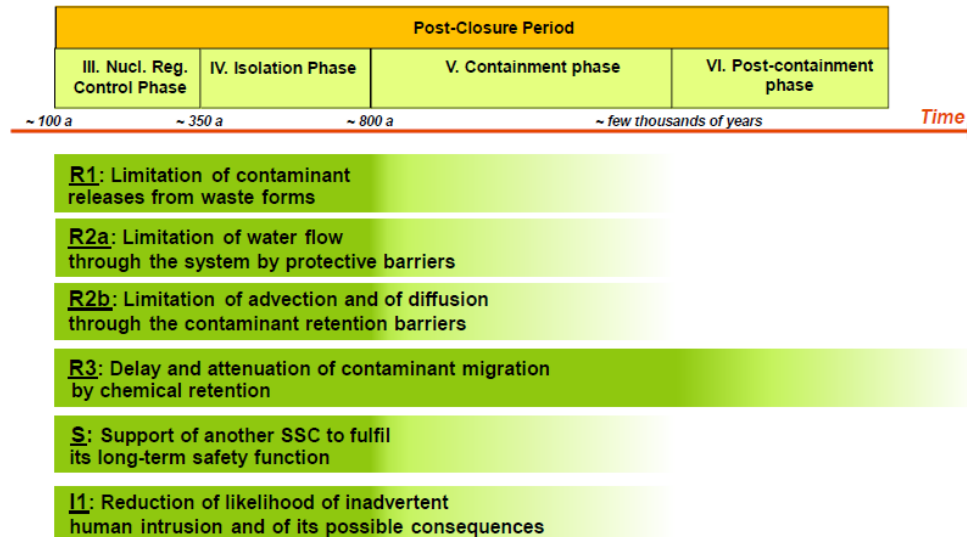 Post-Closure Period
III. Nucl. Reg.
Control Phase
IV. Isolation Phase
V. Containment phase
VI. Post-containment
phase
~ 100 a
~ 350 a
~ 800 a
~ few thousands of years
Time
R1: Limitation of contaminant
releases from waste forms
R2a: Limitation of water flow
through the system by protective barriers
R2b: Limitation of advection and of diffusion
through the contaminant retention barriers
R3: Delay and attenuation of contaminant migration
by chemical retention
S: Support of another SSC to fulfil
its long-term safety function
I1: Reduction of likelihood of inadvertent
human intrusion and of its possible consequences